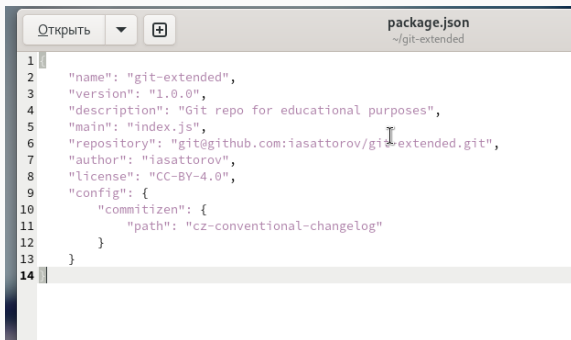 Открыть
package.json
~/git-extended
1 {
2 "name": "git-extended",
3 "version": "1.0.0",
4 "description": "Git repo for educational purposes",
5 "main": "index.js",
6 "repository": "git@github.com:iasattorov/git-extended.git",
7 "author": "iasattorov",
8 "license": "CC-BY-4.0",
9 "config": {
10 "commitizen": {
11 "path": "cz-conventional-changelog"
12 }
13 }
14 }